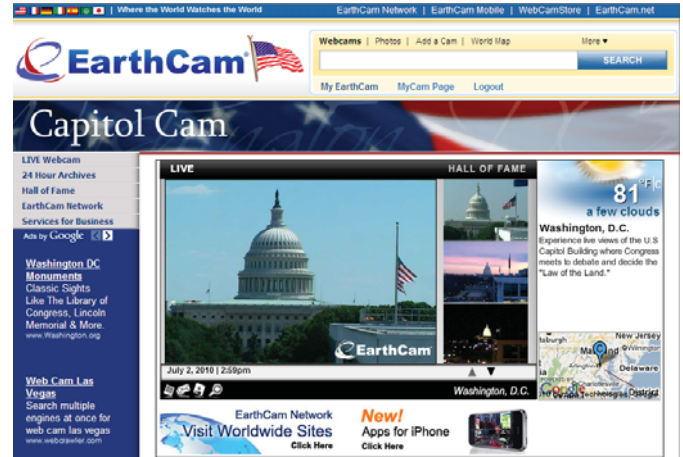 Where the World Watches the World
EarthCam Network | EarthCam Mobile | WebCamStore | EarthCam.net
EarthCam
Webcams | Photos | Add a Cam | World Map
More ▼
SEARCH
My EarthCam MyCam Page Logout
Capitol Cam
LIVE Webcam
24 Hour Archives
Hall of Fame
EarthCam Network
Services for Business
Ads by Google
Washington DC
Monuments
Classic Sights
Like The Library of
Congress, Lincoln
Memorial & More.
www.Washington.org
Web Cam Las
Vegas
Search multiple
engines at once for
web cam las vegas
www.webcrawler.com
LIVE
HALL OF FAME
EarthCam
July 2, 2010 | 2:59pm
Washington, D.C.
81°F|C
a few clouds
Washington, D.C.
Experience live views of the U.S
Capitol Building where Congress
meets to debate and decide the
"Law of the Land."
New Jersey
Wilmington
Delaware
Arlington
Charlottesville
Google
EarthCam Network
Visit Worldwide Sites
Click Here
New!
Apps for iPhone
Click Here